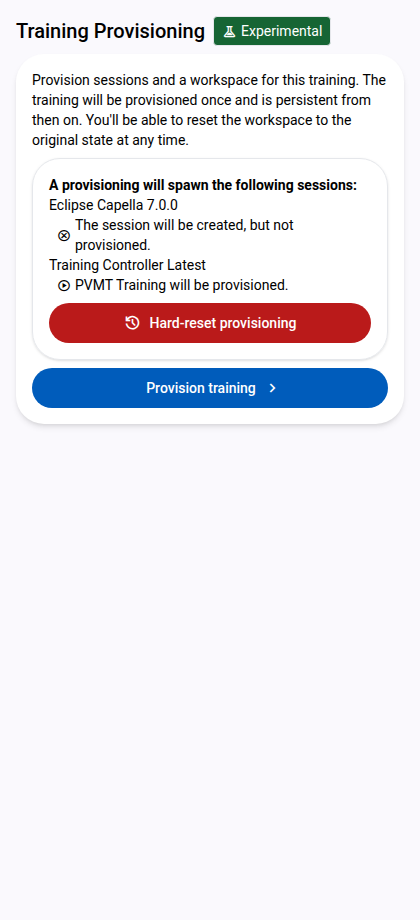 Training Provisioning
Experimental
Provision sessions and a workspace for this training. The
training will be provisioned once and is persistent from
then on. You'll be able to reset the workspace to the
original state at any time.
A provisioning will spawn the following sessions:
Eclipse Capella 7.0.0
The session will be created, but not
provisioned.
Training Controller Latest
PVMT Training will be provisioned.
Hard-reset provisioning
Provision training